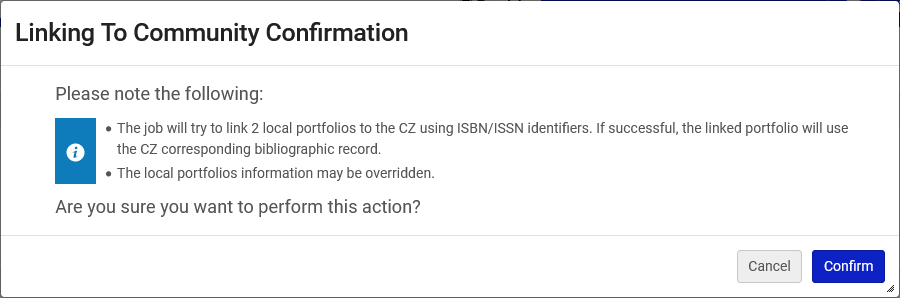 Linking To Community Confirmation
Please note the following:
• The job will try to link 2 local portfolios to the CZ using ISBN/ISSN identifiers. If successful, the linked portfolio will use
the CZ corresponding bibliographic record.
• The local portfolios information may be overridden.
Are you sure you want to perform this action?
Cancel Confirm